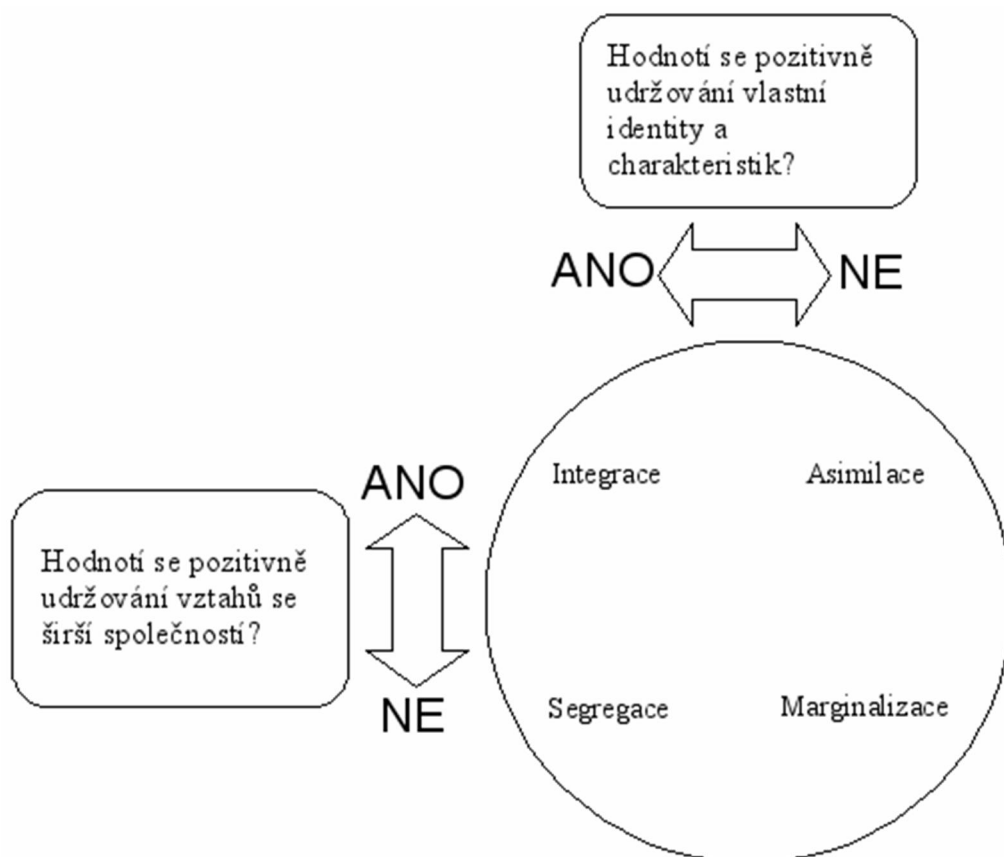 Hodnotí se pozitivně
udržování vlastní
identity a
charakteristik?
ANO
NE
Integrace
Asimilace
ANO
Hodnotí se pozitivně
udržování vztahů se
širší společností?
NE
Segregace
Marginalizace